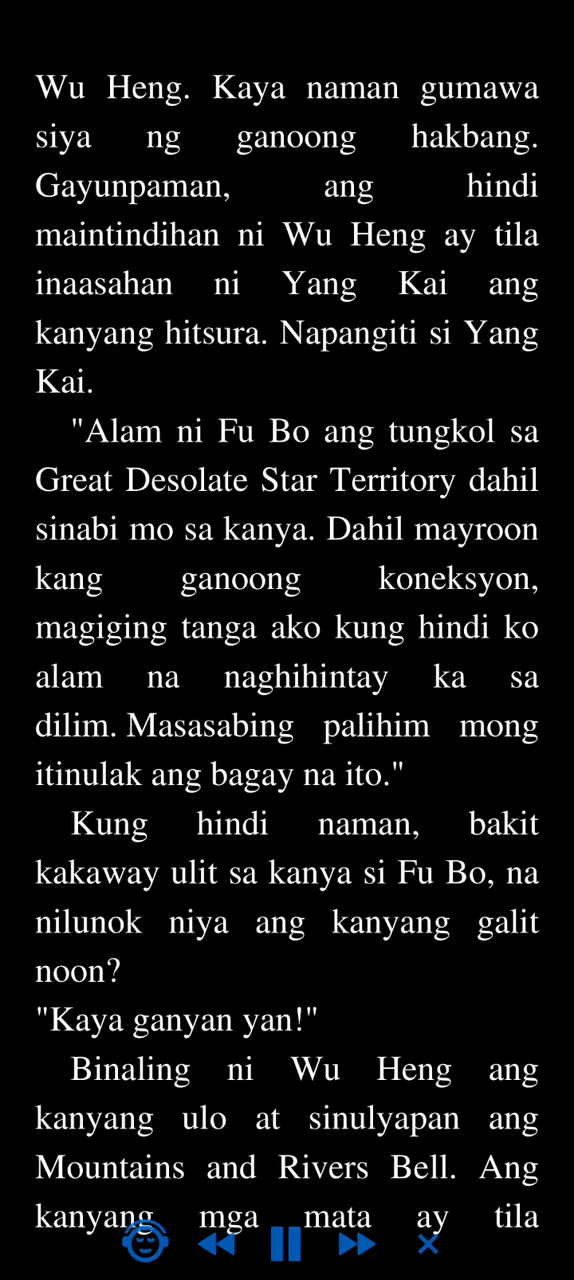 Wu Heng. Kaya naman gumawa
siya ng ganoong hakbang.
Gayunpaman, ang hindi
maintindihan ni Wu Heng ay tila
inaasahan ni Yang Kai ang
kanyang hitsura. Napangiti si Yang
Kai.
"Alam ni Fu Bo ang tungkol sa
Great Desolate Star Territory dahil
sinabi mo sa kanya. Dahil mayroon
kang ganoong koneksyon,
magiging tanga ako kung hindi ko
alam na naghihintay ka sa
dilim. Masasabing palihim mong
itinulak ang bagay na ito."
Kung hindi naman, bakit
kakaway ulit sa kanya si Fu Bo, na
nilunok niya ang kanyang galit
noon?
"Kaya ganyan yan!"
Binaling ni Wu Heng ang
kanyang ulo at sinulyapan ang
Mountains and Rivers Bell. Ang
kanyang mga mata ay tila